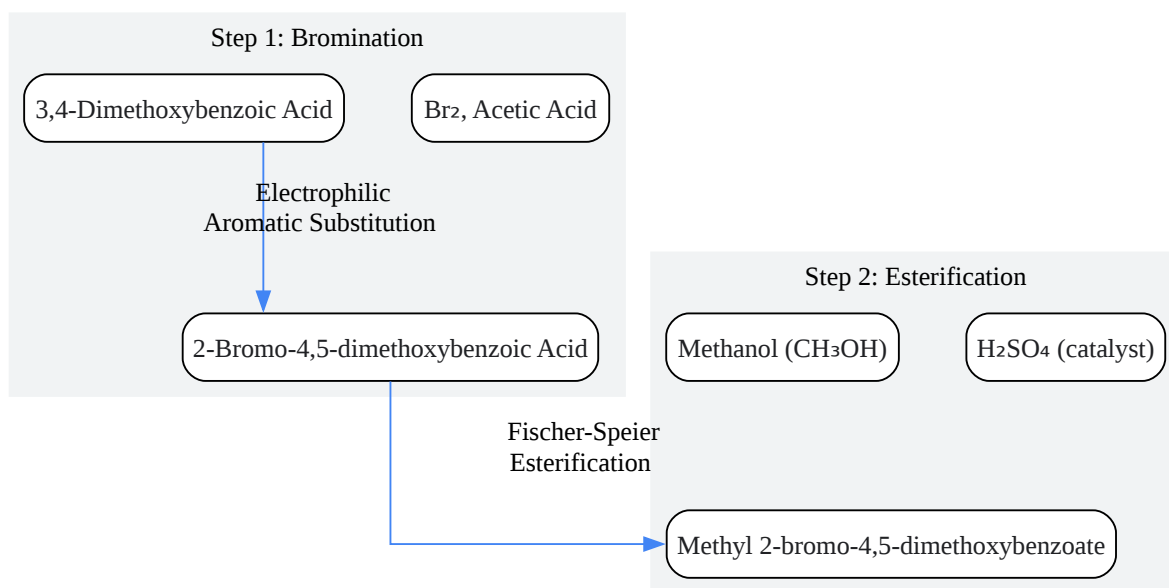 Step 1: Bromination
3,4-Dimethoxybenzoic Acid
Br₂, Acetic Acid
Electrophilic
Aromatic Substitution
2-Bromo-4,5-dimethoxybenzoic Acid
Step 2: Esterification
Methanol (CH₃OH)
H₂SO₄ (catalyst)
Fischer-Speier
Esterification
Methyl 2-bromo-4,5-dimethoxybenzoate